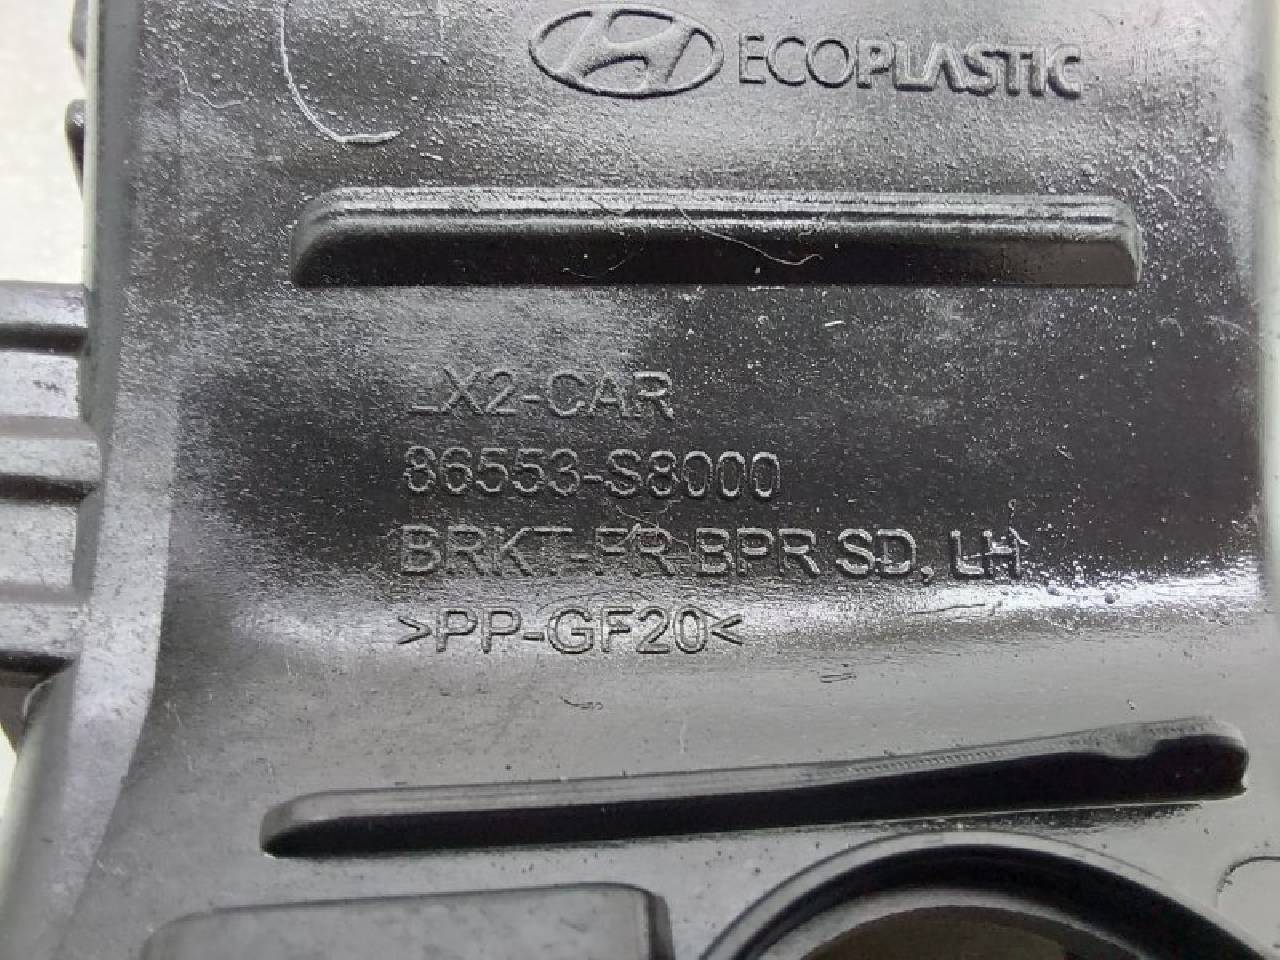 ECOPLASTIC
LX2-CAR
86553-S8000
BRKT-FR BPR SD, LH
>PP-GF20<